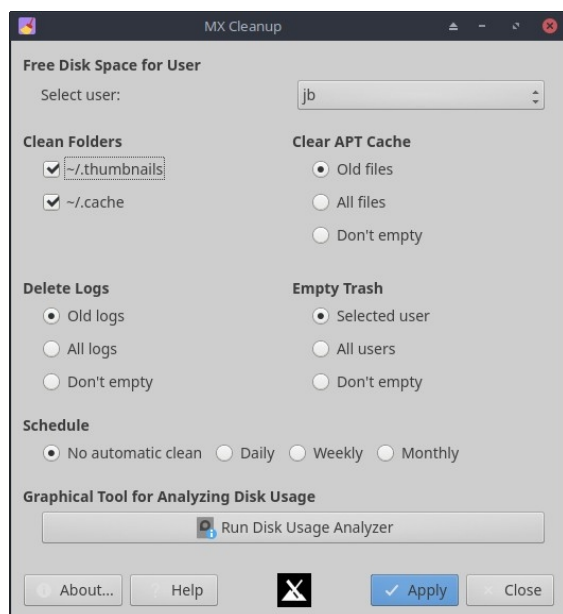 MX Cleanup
Free Disk Space for User
Select user: jb
Clean Folders
~/.thumbnails
~/.cache
Clear APT Cache
Old files
All files
Don't empty
Delete Logs
Old logs
All logs
Don't empty
Empty Trash
Selected user
All users
Don't empty
Schedule
No automatic clean Daily Weekly Monthly
Graphical Tool for Analyzing Disk Usage
Run Disk Usage Analyzer
About... Help Apply Close